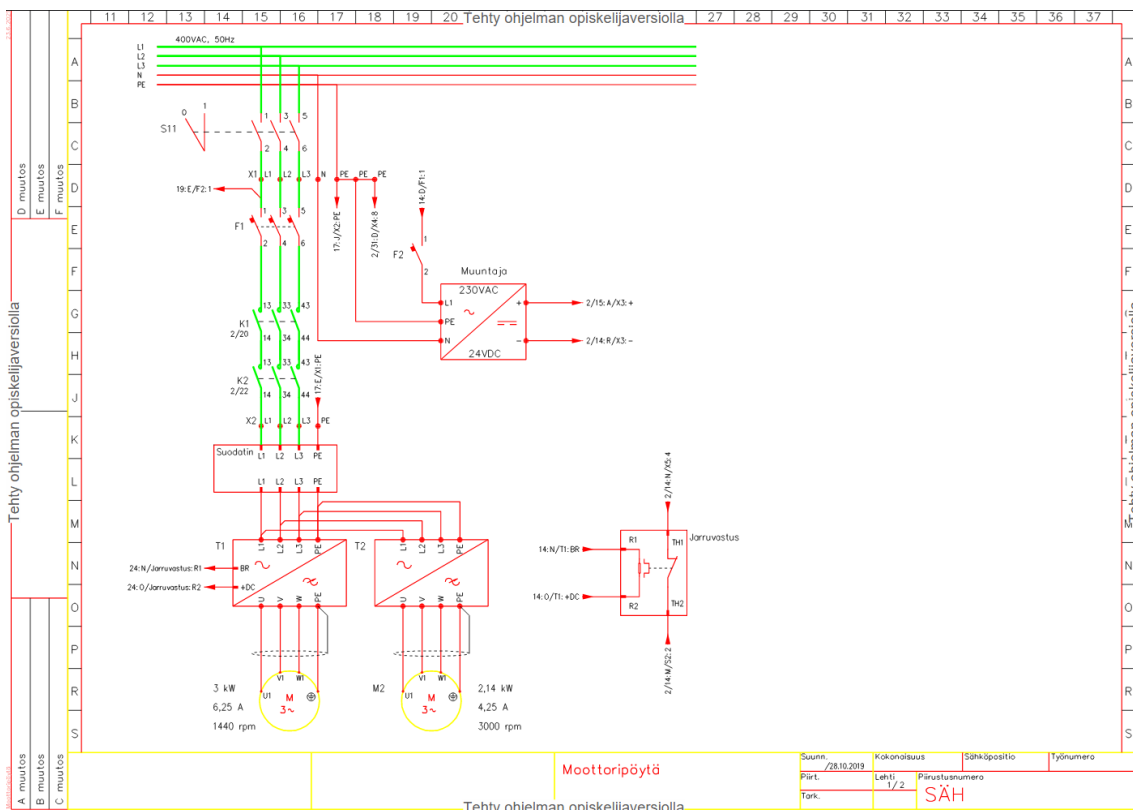 11 12 13 14 15 16 17 18 19 20 Tehty ohjelman opiskelijaversiolla 27 28 29 30 31 32 33 34 35 36 37
400VAC, 50Hz
L1
L2
L3
N
PE
A A
B B
C C
D D
E E
F F
G G
H H
J J
K K
L L
M M
N N
O O
P P
R R
S S
D muutos
E muutos
F muutos
Tehty ohjelman opiskelijaversiolla
A muutos
B muutos
C muutos
0 1
S11
1 3 5
2 4 6
X1 L1 L2 L3 N PE PE PE
19:E/F2:1
F1
1 3 5
2 4 6
17:J/X2:PE
2/31:D/X4:8
14:D/F1:1
F2
1
2
Muuntaja
230VAC
L1
PE
N
+
-
24VDC
2/15:A/X3:+
2/14:R/X3:-
K1
2/20
13 33 43
14 34 44
K2
2/22
13 33 43
14 34 44
17:E/X1:PE
X2 L1 L2 L3 PE
Suodatin L1 L2 L3 PE
L1 L2 L3 PE
T1
L1 L2 L3 PE
T2
L1 L2 L3 PE
24:N/Jarruvastus:R1
BR
24:O/Jarruvastus:R2
+DC
U V W PE
U V W PE
3 kW
6,25 A
1440 rpm
U1 V1 W1
M
3~
M2
U1 V1 W1
M
3~
2,14 kW
4,25 A
3000 rpm
2/14:N/X5:4
Jarruvastus
14:N/T1:BR
R1 TH1
14:O/T1:+DC
R2 TH2
2/14:M/S2:2
Tehty ohjelman opiskelijaversiolla
Moottoripöytä
Suunn. /28.10.2019
Kokonaisuus
Sähköpositio
Työnumero
Piirt.
Lehti 1/2
Piirustusnumero
SÄH
Tark.
Tehty ohjelman opiskelijaversiolla